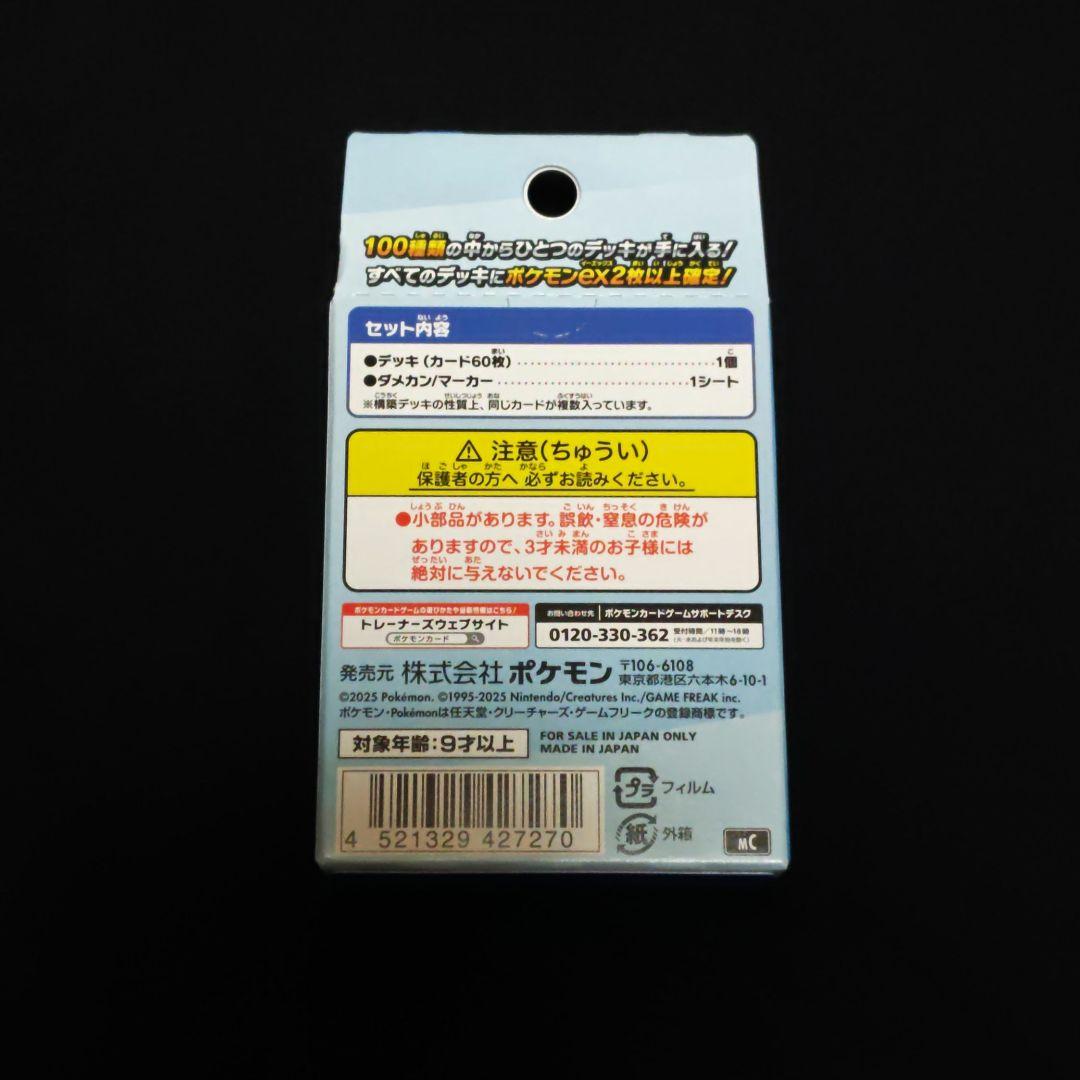 100種類の中からひとつのデッキが手に入る!
すべてのデッキにポケモンex2枚以上確定!
セット内容
●デッキ(カード60枚)..............................1個
●ダメカン/マーカー..............................1シート
※構築デッキの性質上、同じカードが複数入っています。
⚠ 注意(ちゅうい)
保護者の方へ 必ずお読みください。
●小部品があります。誤飲・窒息の危険が
ありますので、3才未満のお子様には
絶対に与えないでください。
ポケモンカードゲームの遊びかたや最新情報はこちら!
トレーナーズウェブサイト
ポケモンカード
お問い合わせ先 ポケモンカードゲームサポートデスク
0120-330-362 受付時間/11時~18時
(火・水および年末年始を除く)
発売元 株式会社 ポケモン 〒106-6108
東京都港区六本木6-10-1
©2025 Pokémon. ©1995-2025 Nintendo/Creatures Inc./GAME FREAK inc.
ポケモン・Pokémonは任天堂・クリーチャーズ・ゲームフリークの登録商標です。
対象年齢:9才以上
FOR SALE IN JAPAN ONLY
MADE IN JAPAN
4 521329 427270
プラ フィルム
紙 外箱
MC